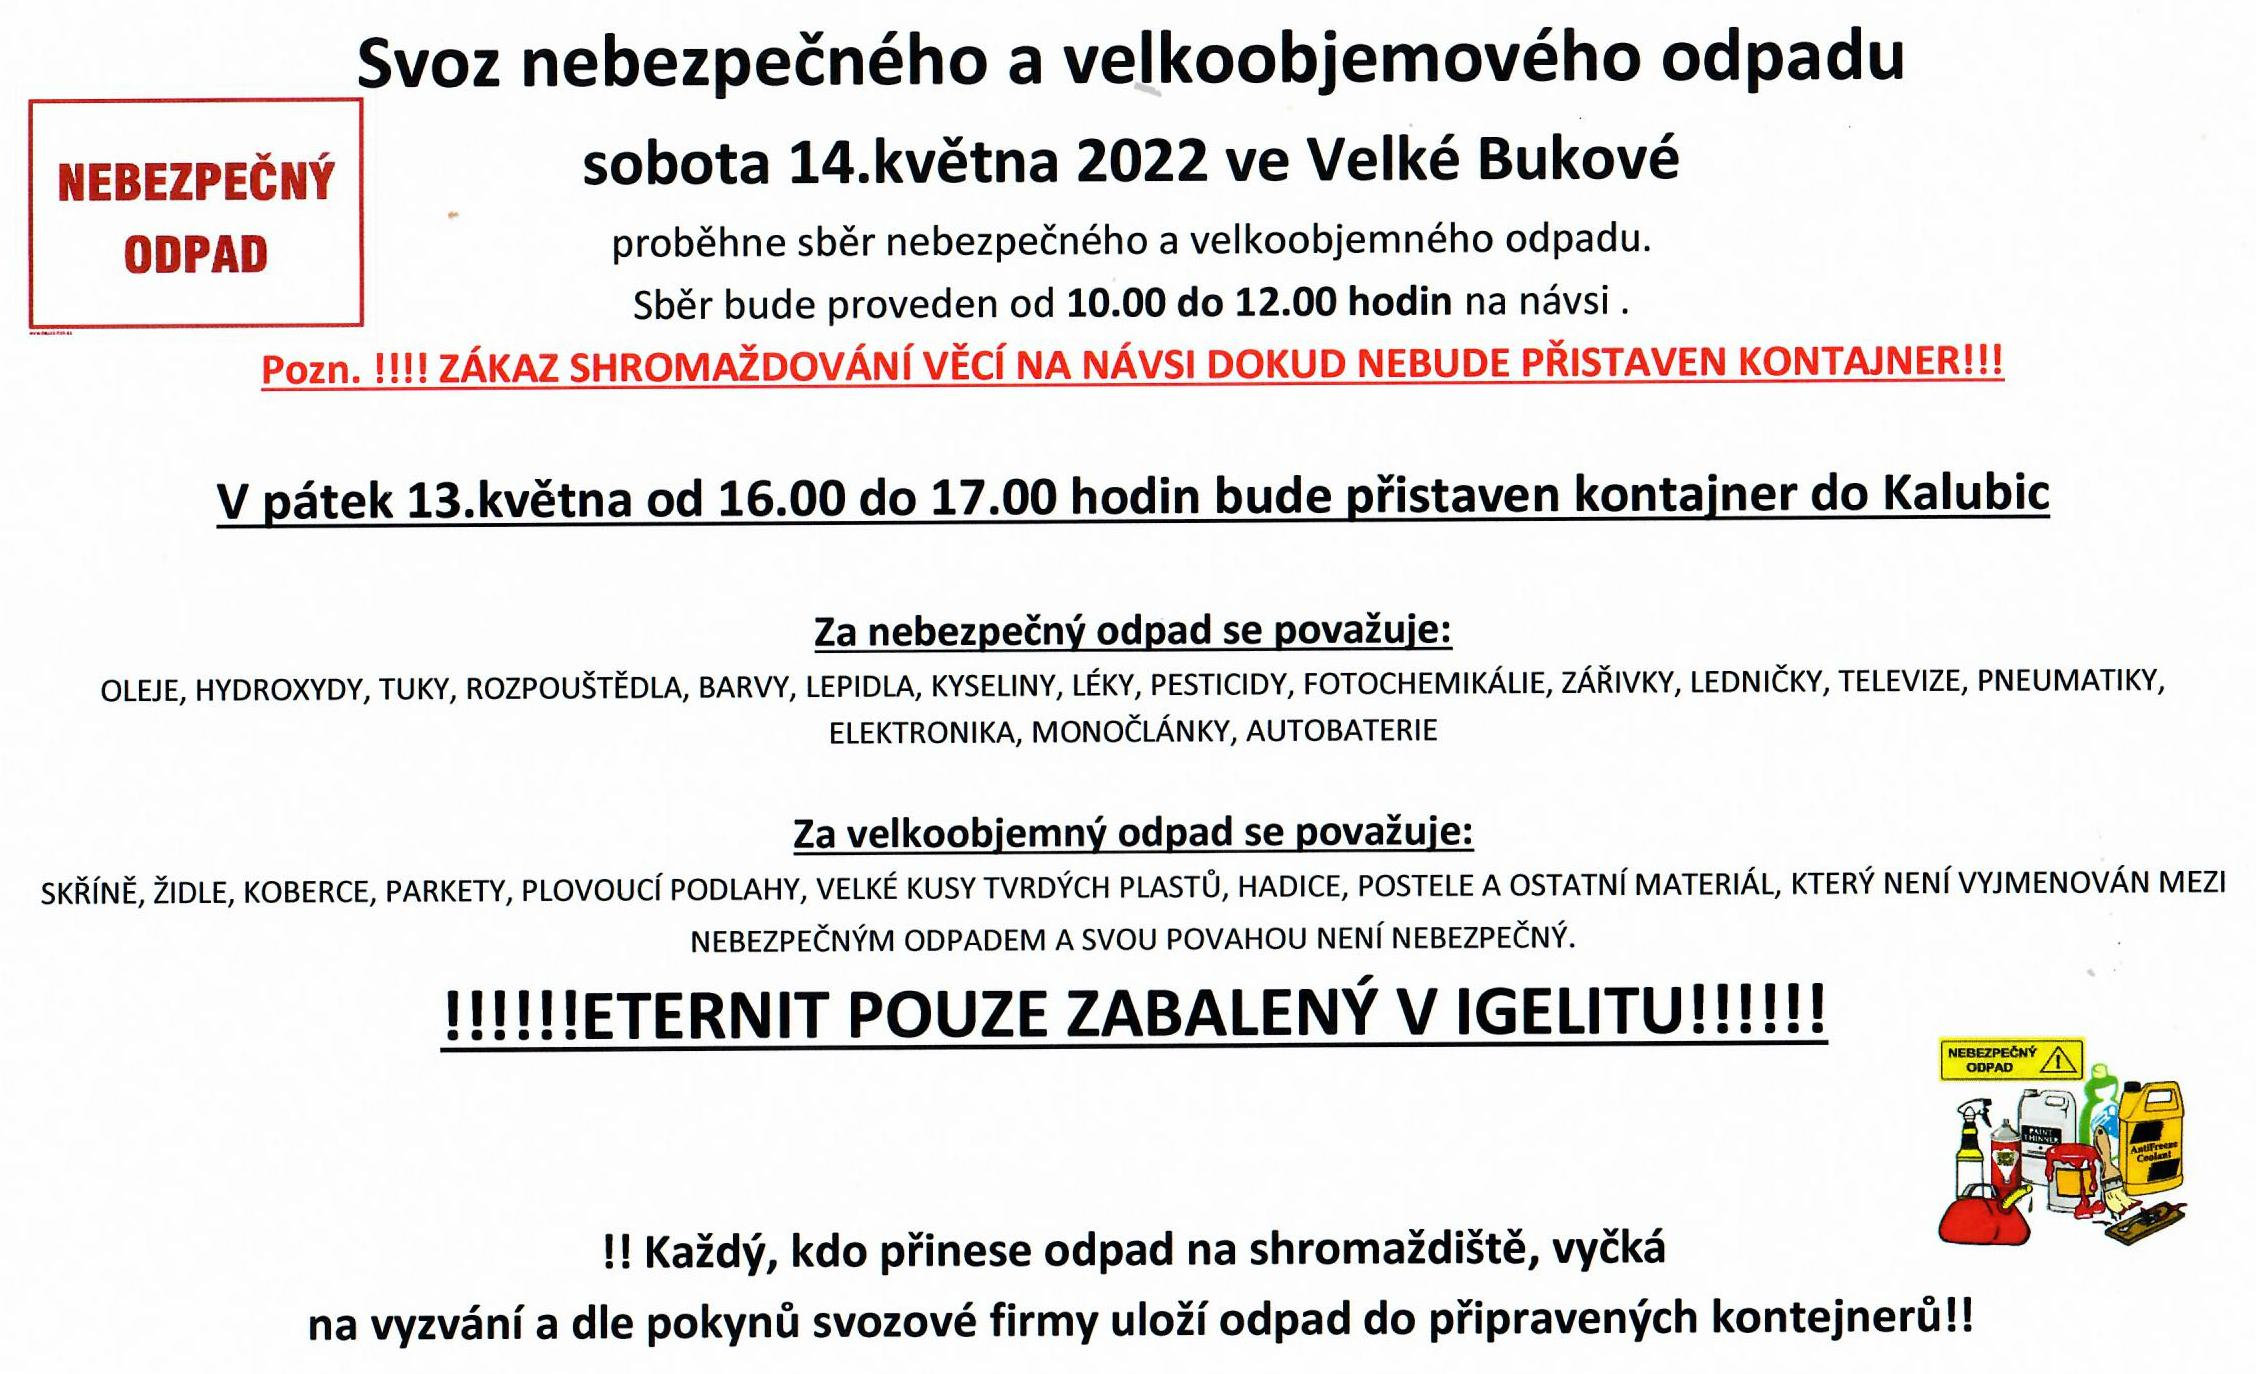 Svoz nebezpečného a velkoobjemového odpadu
NEBEZPEČNÝ
ODPAD
sobota 14.května 2022 ve Velké Bukové
proběhne sběr nebezpečného a velkoobjemného odpadu.
Sběr bude proveden od 10.00 do 12.00 hodin na návsi .
Pozn. !!!! ZÁKAZ SHROMAŽDOVÁNÍ VĚCÍ NA NÁVSI DOKUD NEBUDE PŘISTAVEN KONTAJNER!!!
V pátek 13.května od 16.00 do 17.00 hodin bude přistaven kontajner do Kalubic
Za nebezpečný odpad se považuje:
OLEJE, HYDROXYDY, TUKY, ROZPOUŠTĚDLA, BARVY, LEPIDLA, KYSELINY, LÉKY, PESTICIDY, FOTOCHEMIKÁLIE, ZÁŘIVKY, LEDNIČKY, TELEVIZE, PNEUMATIKY,
ELEKTRONIKA, MONOČLÁNKY, AUTOBATERIE
Za velkoobjemný odpad se považuje:
SKŘÍNĚ, ŽIDLE, KOBERCE, PARKETY, PLOVOUCÍ PODLAHY, VELKÉ KUSY TVRDÝCH PLASTŮ, HADICE, POSTELE A OSTATNÍ MATERIÁL, KTERÝ NENÍ VYJMENOVÁN MEZI
NEBEZPEČNÝM ODPADEM A SVOU POVAHOU NENÍ NEBEZPEČNÝ.
!!!!!!ETERNIT POUZE ZABALENÝ V IGELITU!!!!!!
NEBEZPEČNÝ
ODPAD
PAINT
THINNER
AntiFreeze
Coolant
!! Každý, kdo přinese odpad na shromaždiště, vyčká
na vyzvání a dle pokynů svozové firmy uloží odpad do připravených kontejnerů!!